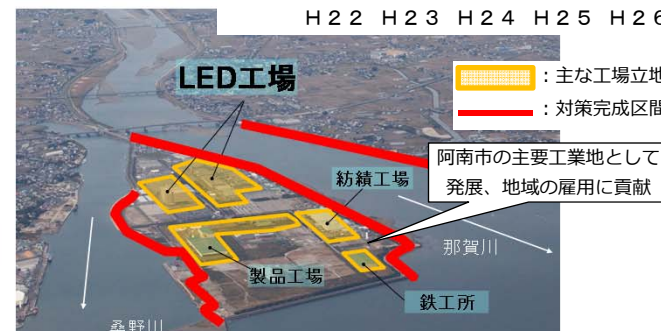 H22 H23 H24 H25 H26
LED工場
：主な工場立地
：対策完成区間
阿南市の主要工業地として
発展、地域の雇用に貢献
紡績工場
那賀川
製品工場
鉄工所
桑野川